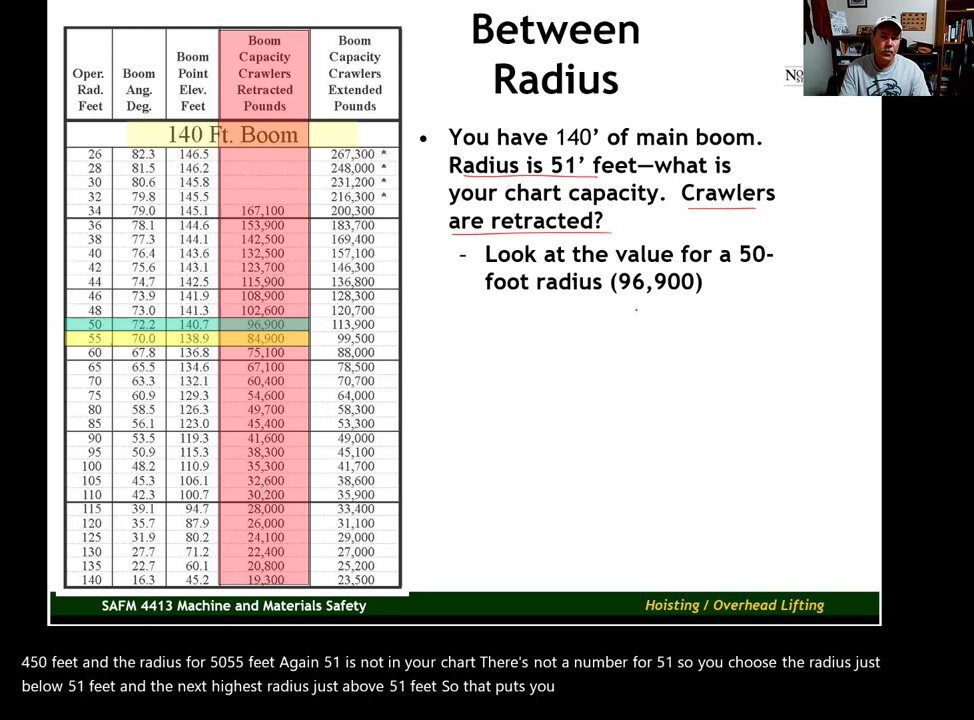 Between
Radius
No
Oper. Rad. Feet | Boom Ang. Deg. | Boom Point Elev. Feet | Boom Capacity Crawlers Retracted Pounds | Boom Capacity Crawlers Extended Pounds
140 Ft. Boom
26 82.3 146.5 267,300 *
28 81.5 146.2 248,000 *
30 80.6 145.8 231,200 *
32 79.8 145.5 216,300 *
34 79.0 145.1 167,100 200,300
36 78.1 144.6 153,900 183,700
38 77.3 144.1 142,500 169,400
40 76.4 143.6 132,500 157,100
42 75.6 143.1 123,700 146,300
44 74.7 142.5 115,900 136,800
46 73.9 141.9 108,900 128,300
48 73.0 141.3 102,600 120,700
50 72.2 140.7 96,900 113,900
55 70.0 138.9 84,900 99,500
60 67.8 136.8 75,100 88,000
65 65.5 134.6 67,100 78,500
70 63.3 132.1 60,400 70,700
75 60.9 129.3 54,600 64,000
80 58.5 126.3 49,700 58,300
85 56.1 123.0 45,400 53,300
90 53.5 119.3 41,600 49,000
95 50.9 115.3 38,300 45,100
100 48.2 110.9 35,300 41,700
105 45.3 106.1 32,600 38,600
110 42.3 100.7 30,200 35,900
115 39.1 94.7 28,000 33,400
120 35.7 87.9 26,000 31,100
125 31.9 80.2 24,100 29,000
130 27.7 71.2 22,400 27,000
135 22.7 60.1 20,800 25,200
140 16.3 45.2 19,300 23,500
• You have 140’ of main boom.
Radius is 51’ feet—what is
your chart capacity. Crawlers
are retracted?
- Look at the value for a 50-
foot radius (96,900)
SAFM 4413 Machine and Materials Safety
Hoisting / Overhead Lifting
450 feet and the radius for 5055 feet Again 51 is not in your chart There's not a number for 51 so you choose the radius just
below 51 feet and the next highest radius just above 51 feet So that puts you